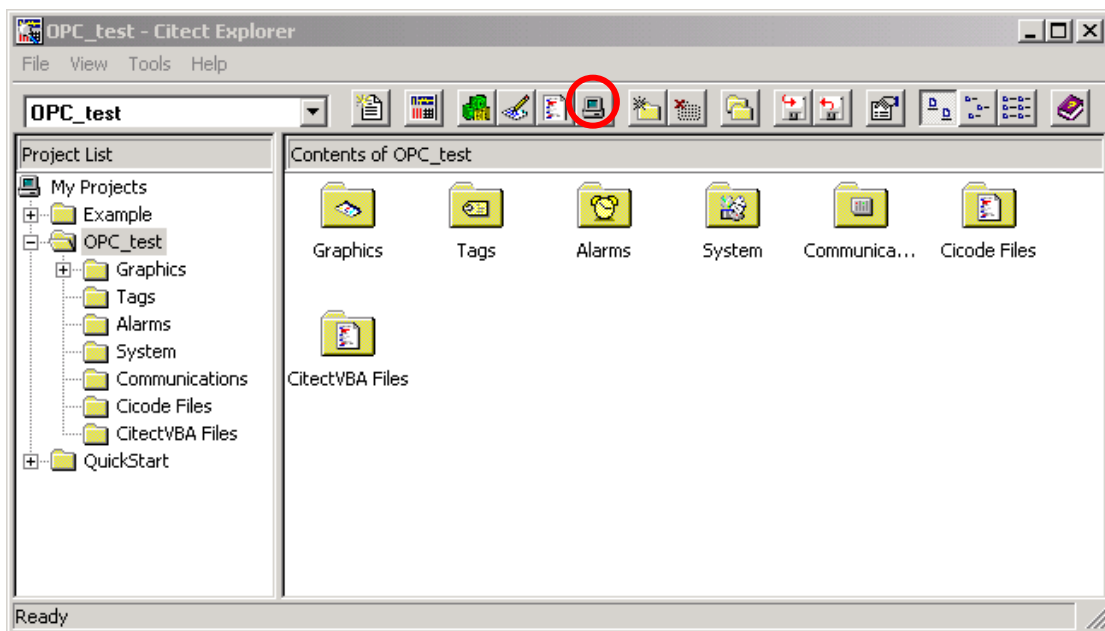 OPC_test - Citect Explorer
File View Tools Help
OPC_test
Project List
Contents of OPC_test
My Projects
Example
OPC_test
Graphics
Tags
Alarms
System
Communications
Cicode Files
CitectVBA Files
QuickStart
Graphics Tags Alarms System Communica... Cicode Files
CitectVBA Files
Ready